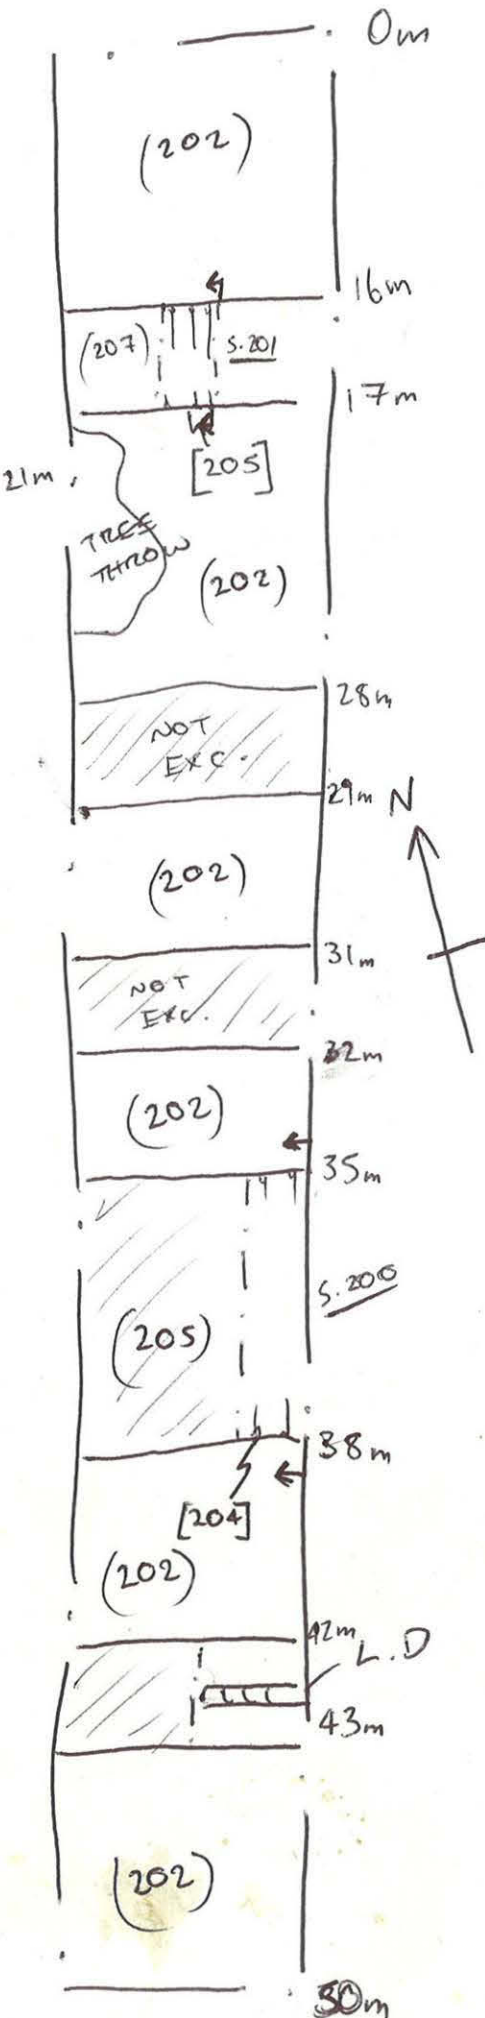 0m
(202)
16m
(207)
S.201
17m
[205]
21m
TREE
THROW
(202)
28m
NOT
EXC.
29m
N
(202)
31m
NOT
EXC.
32m
(202)
35m
S.200
(205)
38m
[204]
(202)
42m
L.D
43m
(202)
50m